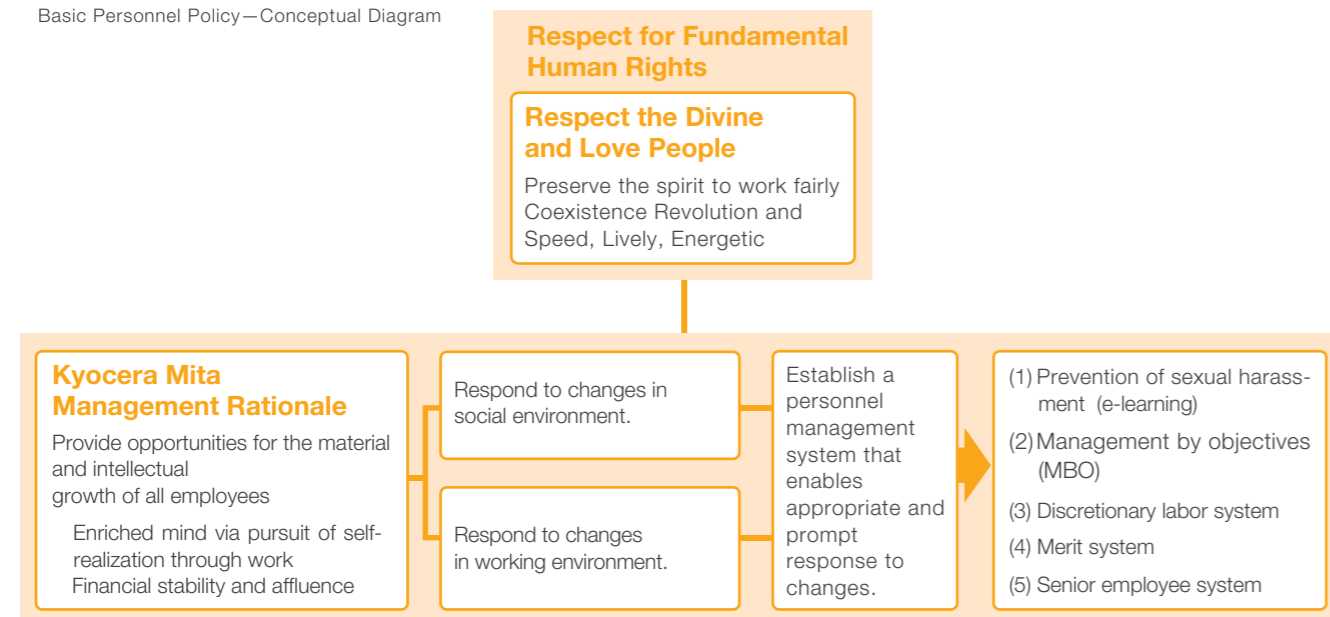 Basic Personnel Policy—Conceptual Diagram
Respect for Fundamental
Human Rights
Respect the Divine
and Love People
Preserve the spirit to work fairly
Coexistence Revolution and
Speed, Lively, Energetic
Kyocera Mita
Management Rationale
Provide opportunities for the material
and intellectual
growth of all employees
Enriched mind via pursuit of self-
realization through work
Financial stability and affluence
Respond to changes in
social environment.
Respond to changes
in working environment.
Establish a
personnel
management
system that
enables
appropriate and
prompt
response to
changes.
(1) Prevention of sexual harass-
ment (e-learning)
(2) Management by objectives
(MBO)
(3) Discretionary labor system
(4) Merit system
(5) Senior employee system